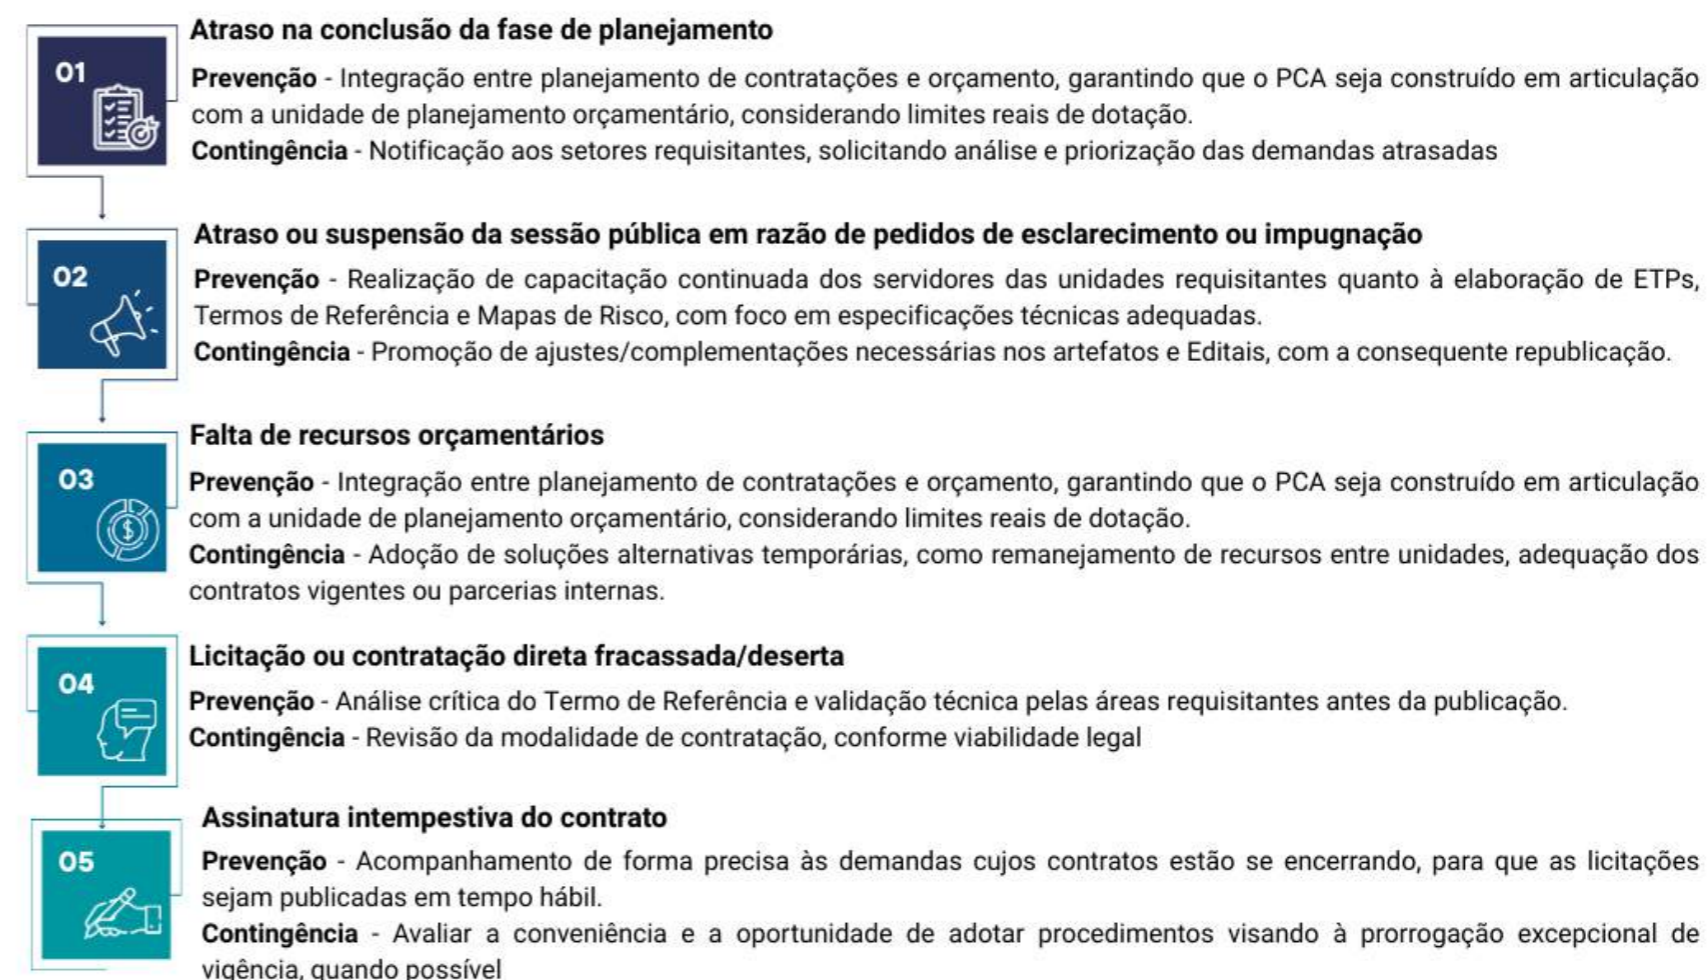 01
Atraso na conclusão da fase de planejamento
Prevenção - Integração entre planejamento de contratações e orçamento, garantindo que o PCA seja construído em articulação
com a unidade de planejamento orçamentário, considerando limites reais de dotação.
Contingência - Notificação aos setores requisitantes, solicitando análise e priorização das demandas atrasadas
02
Atraso ou suspensão da sessão pública em razão de pedidos de esclarecimento ou impugnação
Prevenção - Realização de capacitação continuada dos servidores das unidades requisitantes quanto à elaboração de ETPs,
Termos de Referência e Mapas de Risco, com foco em especificações técnicas adequadas.
Contingência - Promoção de ajustes/complementações necessárias nos artefatos e Editais, com a consequente republicação.
03
Falta de recursos orçamentários
Prevenção - Integração entre planejamento de contratações e orçamento, garantindo que o PCA seja construído em articulação
com a unidade de planejamento orçamentário, considerando limites reais de dotação.
Contingência - Adoção de soluções alternativas temporárias, como remanejamento de recursos entre unidades, adequação dos
contratos vigentes ou parcerias internas.
04
Licitação ou contratação direta fracassada/deserta
Prevenção - Análise crítica do Termo de Referência e validação técnica pelas áreas requisitantes antes da publicação.
Contingência - Revisão da modalidade de contratação, conforme viabilidade legal
05
Assinatura intempestiva do contrato
Prevenção - Acompanhamento de forma precisa às demandas cujos contratos estão se encerrando, para que as licitações
sejam publicadas em tempo hábil.
Contingência - Avaliar a conveniência e a oportunidade de adotar procedimentos visando à prorrogação excepcional de
vigência, quando possível